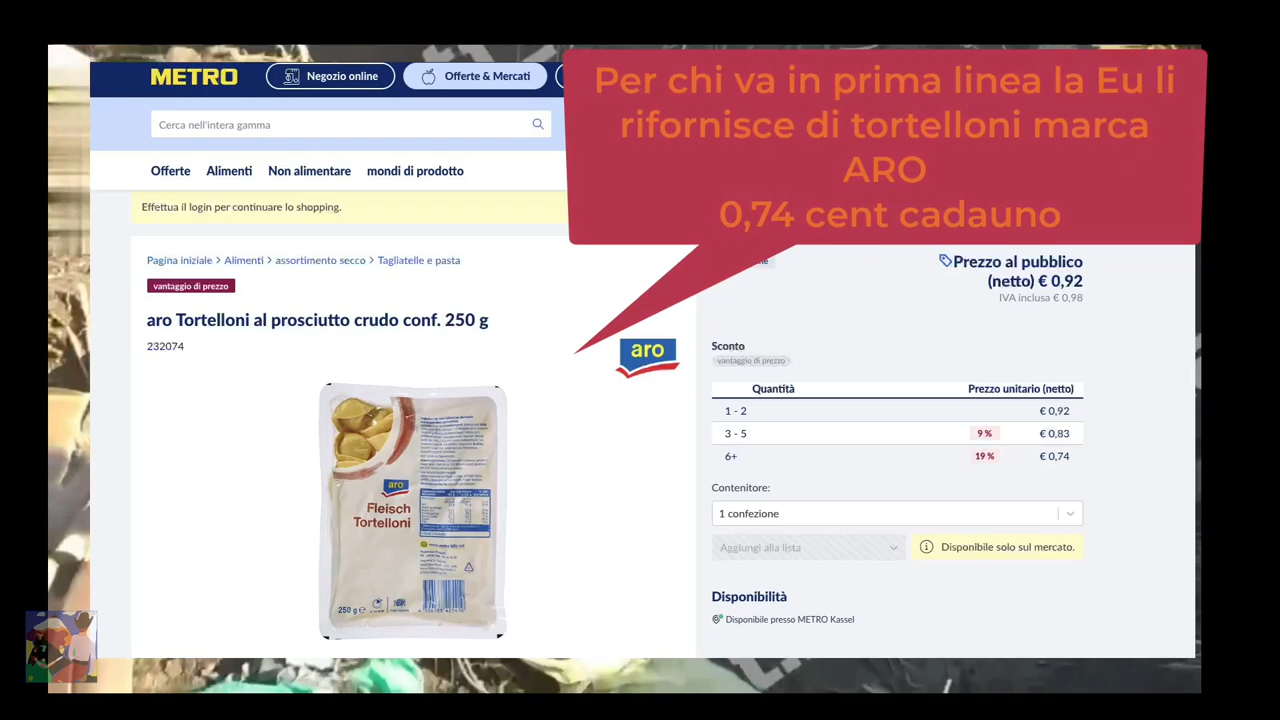 METRO
Negozio online
Offerte & Mercati
Per chi va in prima linea la Eu li
rifornisce di tortelloni marca
ARO
0,74 cent cadauno
Cerca nell'intera gamma
Offerte
Alimenti
Non alimentare
mondi di prodotto
Effettua il login per continuare lo shopping.
Pagina iniziale > Alimenti > assortimento secco > Tagliatelle e pasta
vantaggio di prezzo
aro Tortelloni al prosciutto crudo conf. 250 g
232074
aro
aro
Fleisch
Tortelloni
250 g e
Prezzo al pubblico
(netto) € 0,92
IVA inclusa € 0,98
Sconto
vantaggio di prezzo
Quantità Prezzo unitario (netto)
1 - 2 € 0,92
3 - 5 9 % € 0,83
6+ 19 % € 0,74
Contenitore:
1 confezione
Aggiungi alla lista
Disponibile solo sul mercato.
Disponibilità
Disponibile presso METRO Kassel